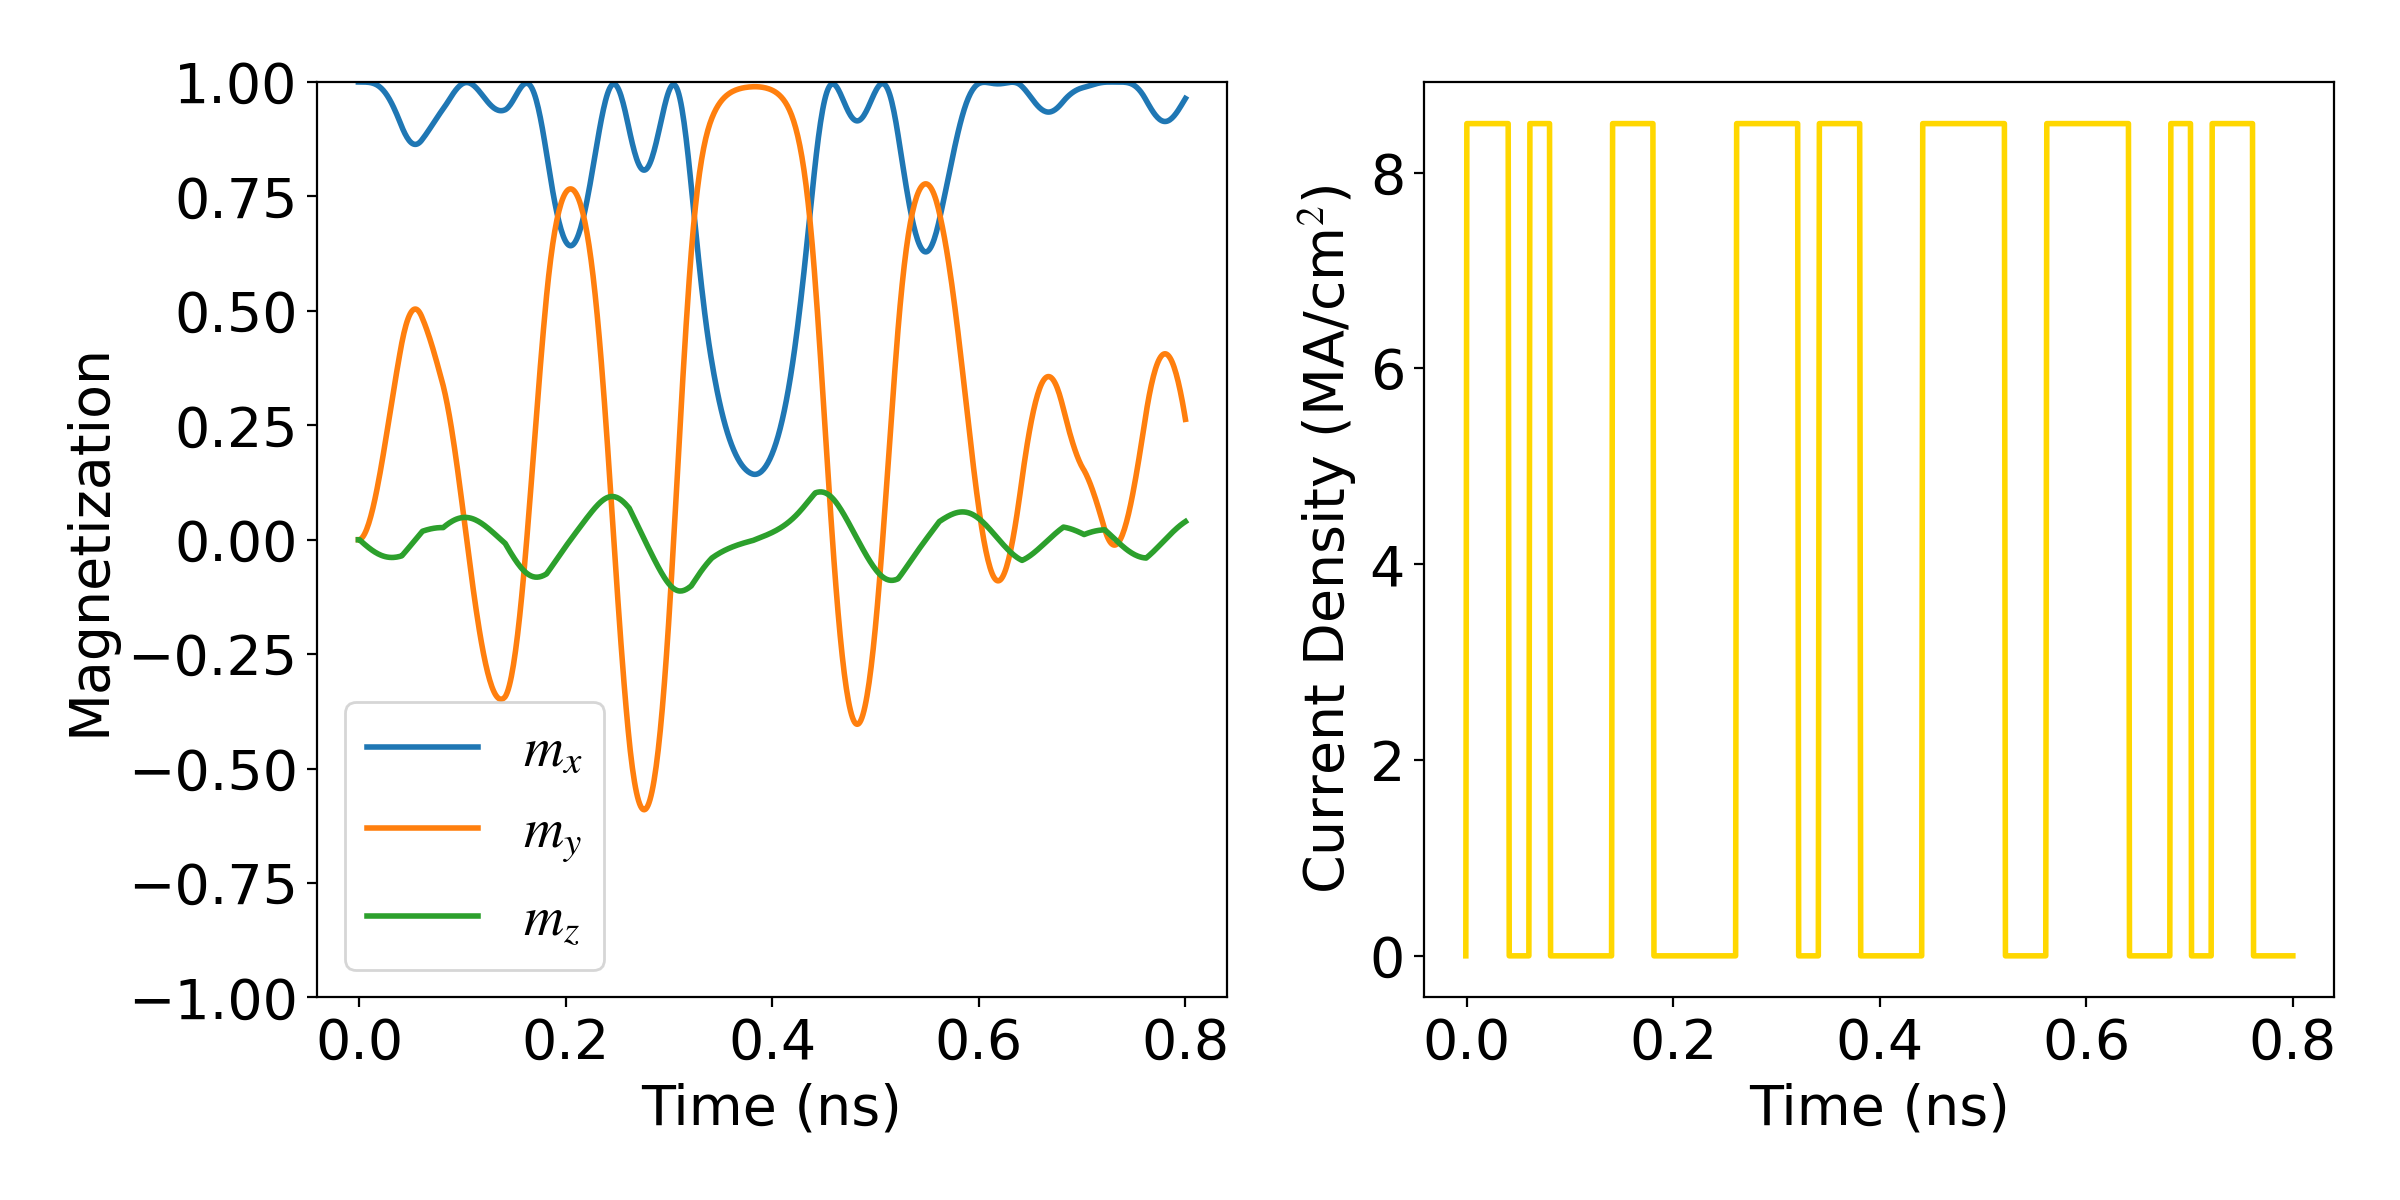 1.00
0.75
0.50
0.25
0.00
−0.25
−0.50
−0.75
−1.00
Magnetization
0.0 0.2 0.4 0.6 0.8
Time (ns)
m_x
m_y
m_z
8
6
4
2
0
Current Density (MA/cm²)
0.0 0.2 0.4 0.6 0.8
Time (ns)